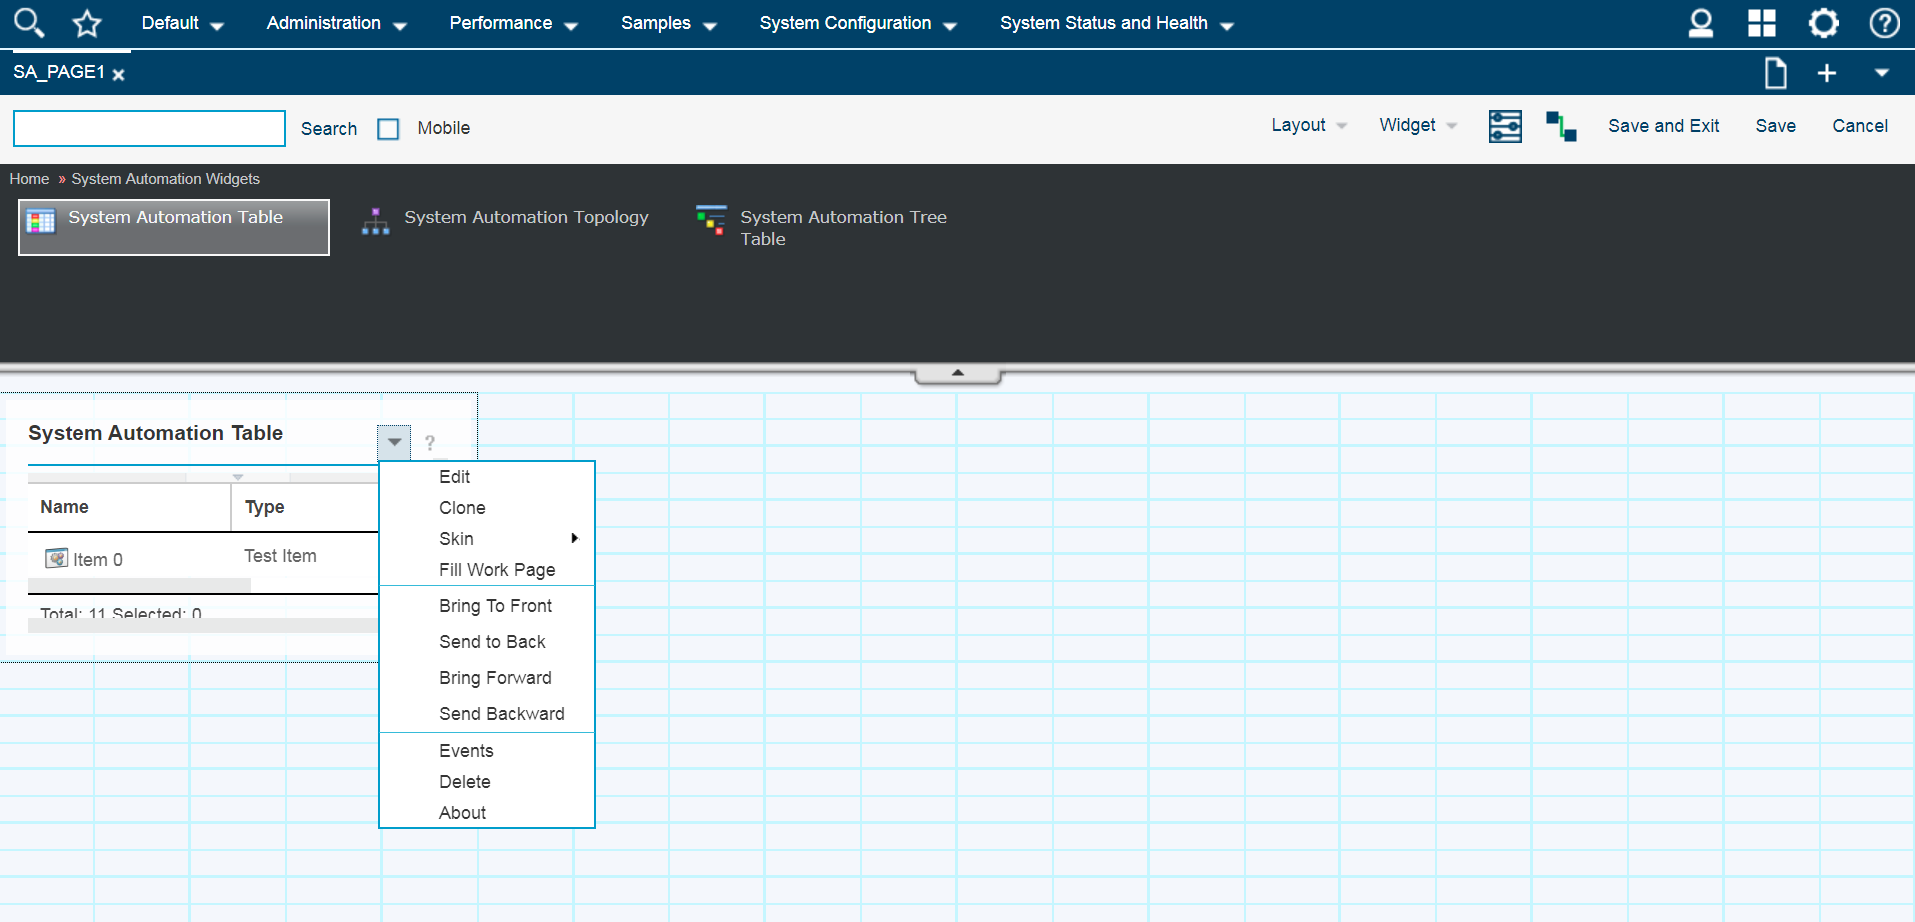 Default Administration Performance Samples System Configuration System Status and Health
SA_PAGE1
Search Mobile Layout Widget Save and Exit Save Cancel
Home » System Automation Widgets
System Automation Table
System Automation Topology
System Automation Tree
Table
System Automation Table ?
Name Type
Item 0 Test Item
Total: 11 Selected: 0
Edit
Clone
Skin
Fill Work Page
Bring To Front
Send to Back
Bring Forward
Send Backward
Events
Delete
About